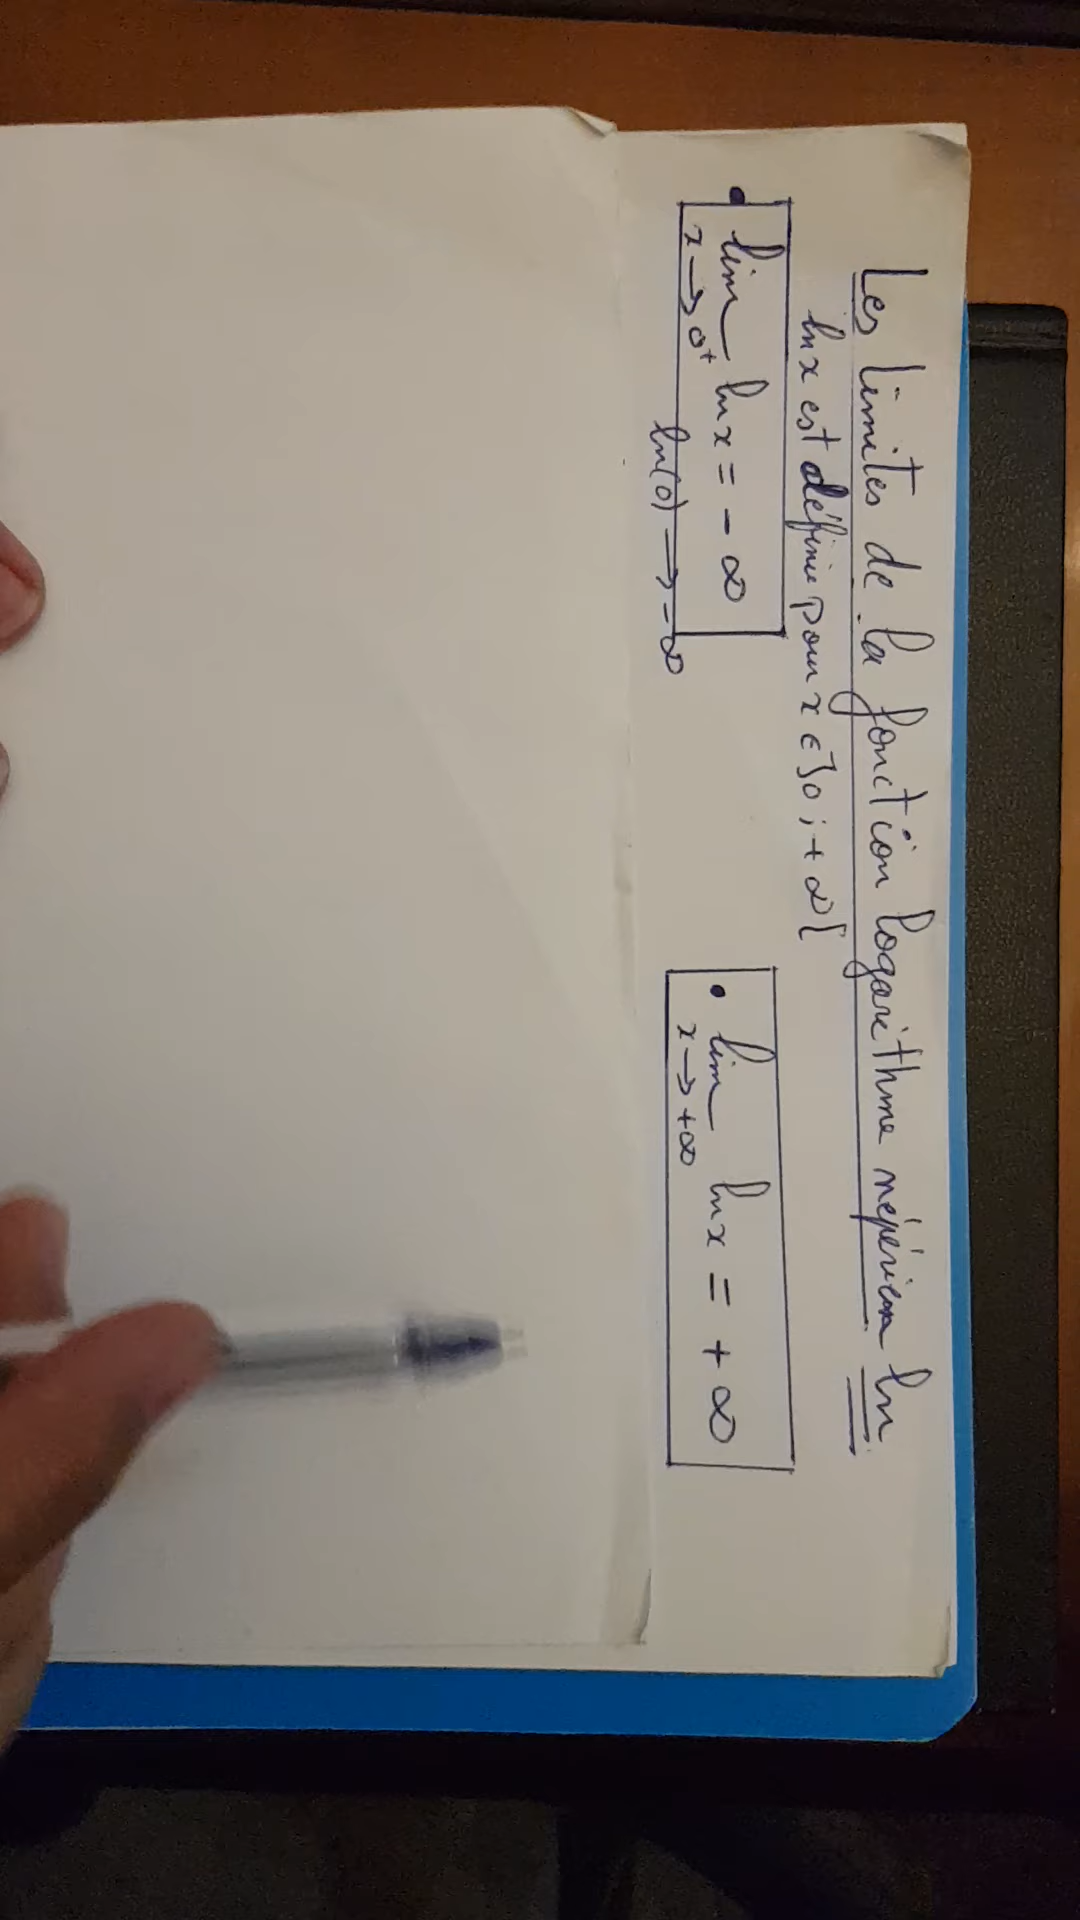 Les limites de la fonction logarithme népérien ln
ln x est définie pour x ∈ ]0 ; +∞[
• lim ln x = -∞
x → 0⁺
ln(0) → -∞
• lim ln x = +∞
x → +∞